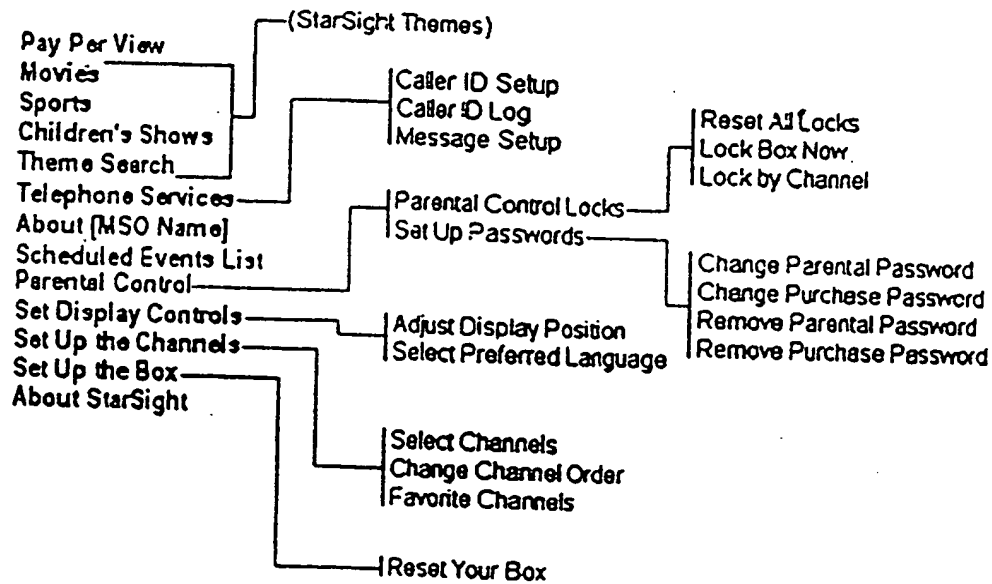 (StarSight Themes)
Pay Per View
Movies
Sports
Children's Shows
Theme Search
Telephone Services
About [MSO Name]
Scheduled Events List
Parental Control
Set Display Controls
Set Up the Channels
Set Up the Box
About StarSight
Caller ID Setup
Caller ID Log
Message Setup
Parental Control Locks
Set Up Passwords
Adjust Display Position
Select Preferred Language
Select Channels
Change Channel Order
Favorite Channels
Reset Your Box
Reset All Locks
Lock Box Now
Lock by Channel
Change Parental Password
Change Purchase Password
Remove Parental Password
Remove Purchase Password